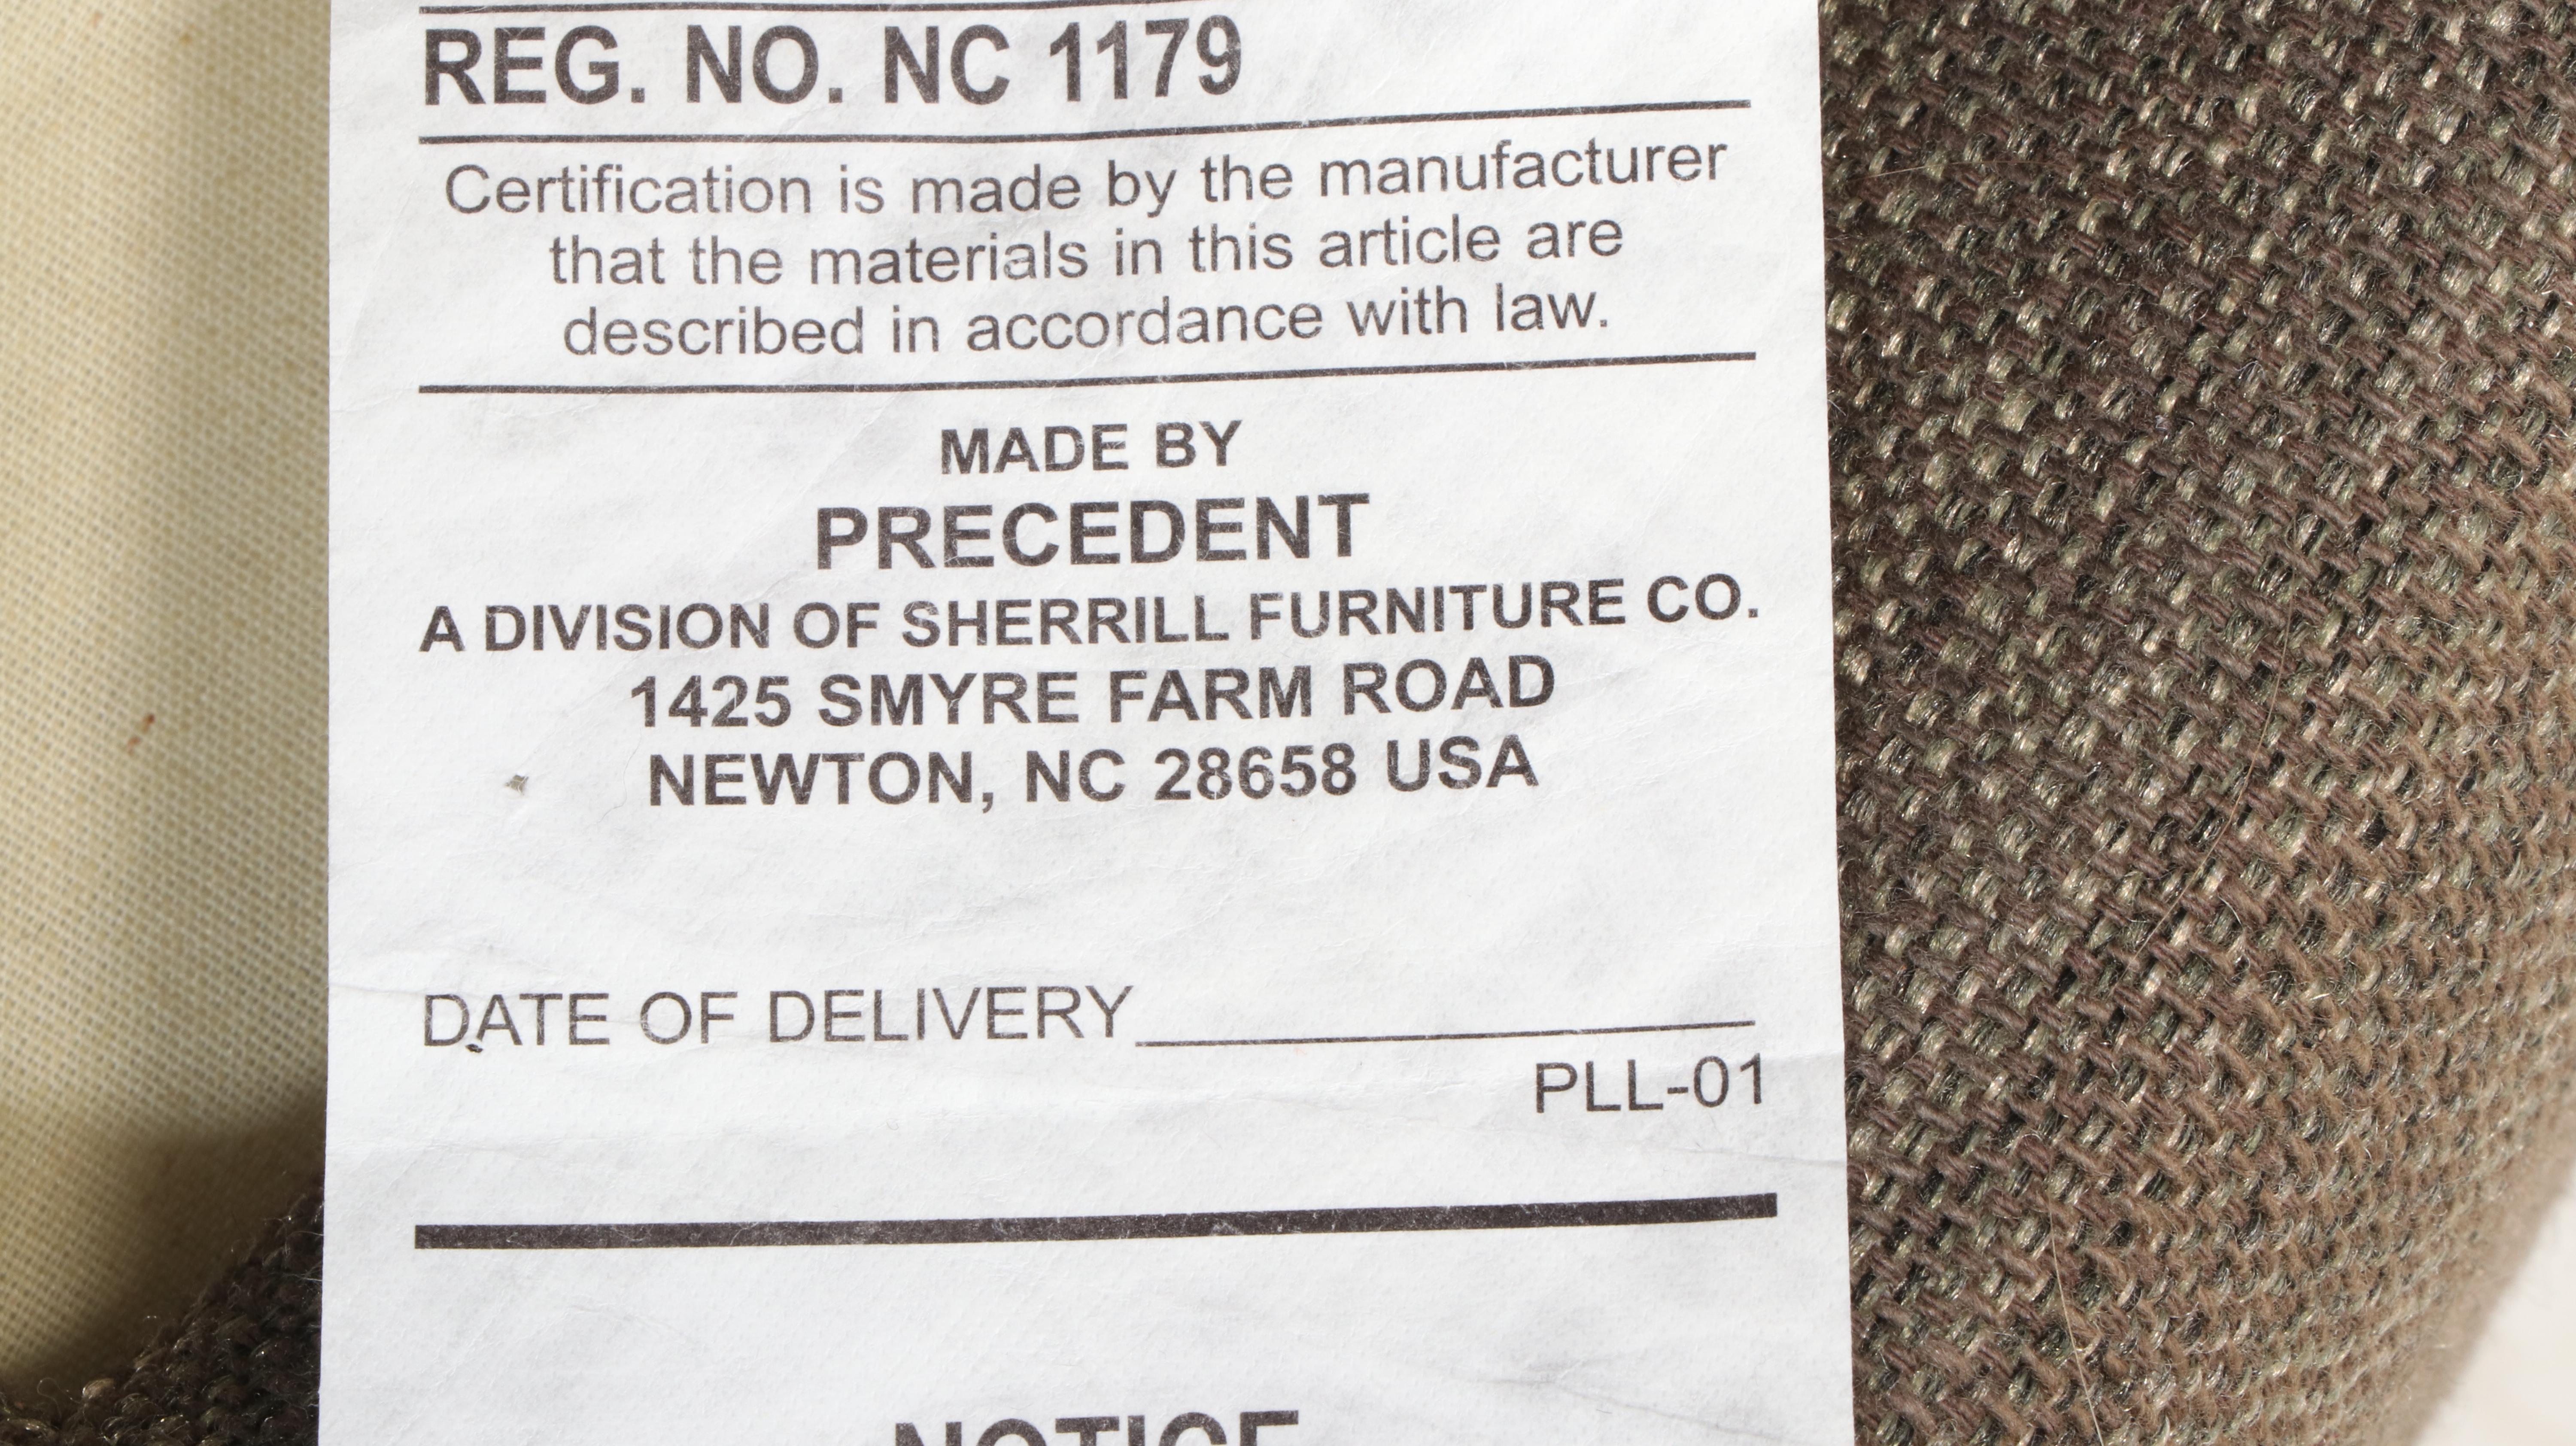 REG. NO. NC 1179
Certification is made by the manufacturer
that the materials in this article are
described in accordance with law.
MADE BY
PRECEDENT
A DIVISION OF SHERRILL FURNITURE CO.
1425 SMYRE FARM ROAD
NEWTON, NC 28658 USA
DATE OF DELIVERY
PLL-01
NOTICE